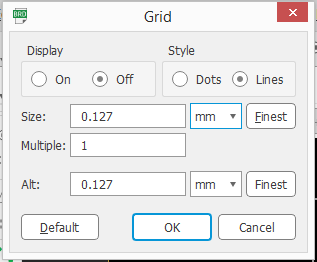 BRD Grid
Display Style
On Off Dots Lines
Size: 0.127 mm Finest
Multiple: 1
Alt: 0.127 mm Finest
Default OK Cancel